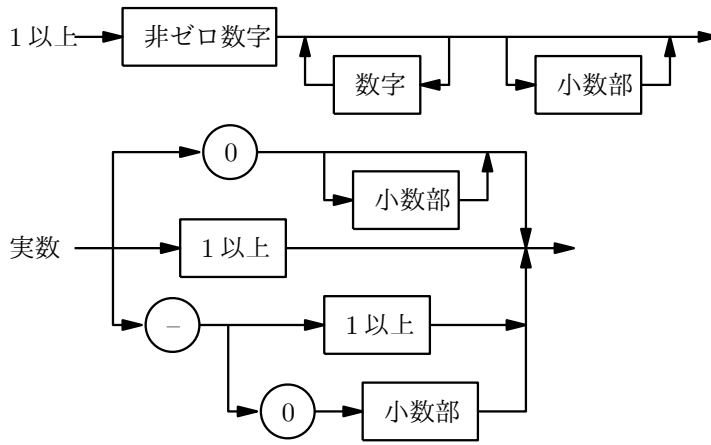 1 以上 非ゼロ数字
数字 小数部
0
小数部
実数 1 以上
– 1 以上
0 小数部